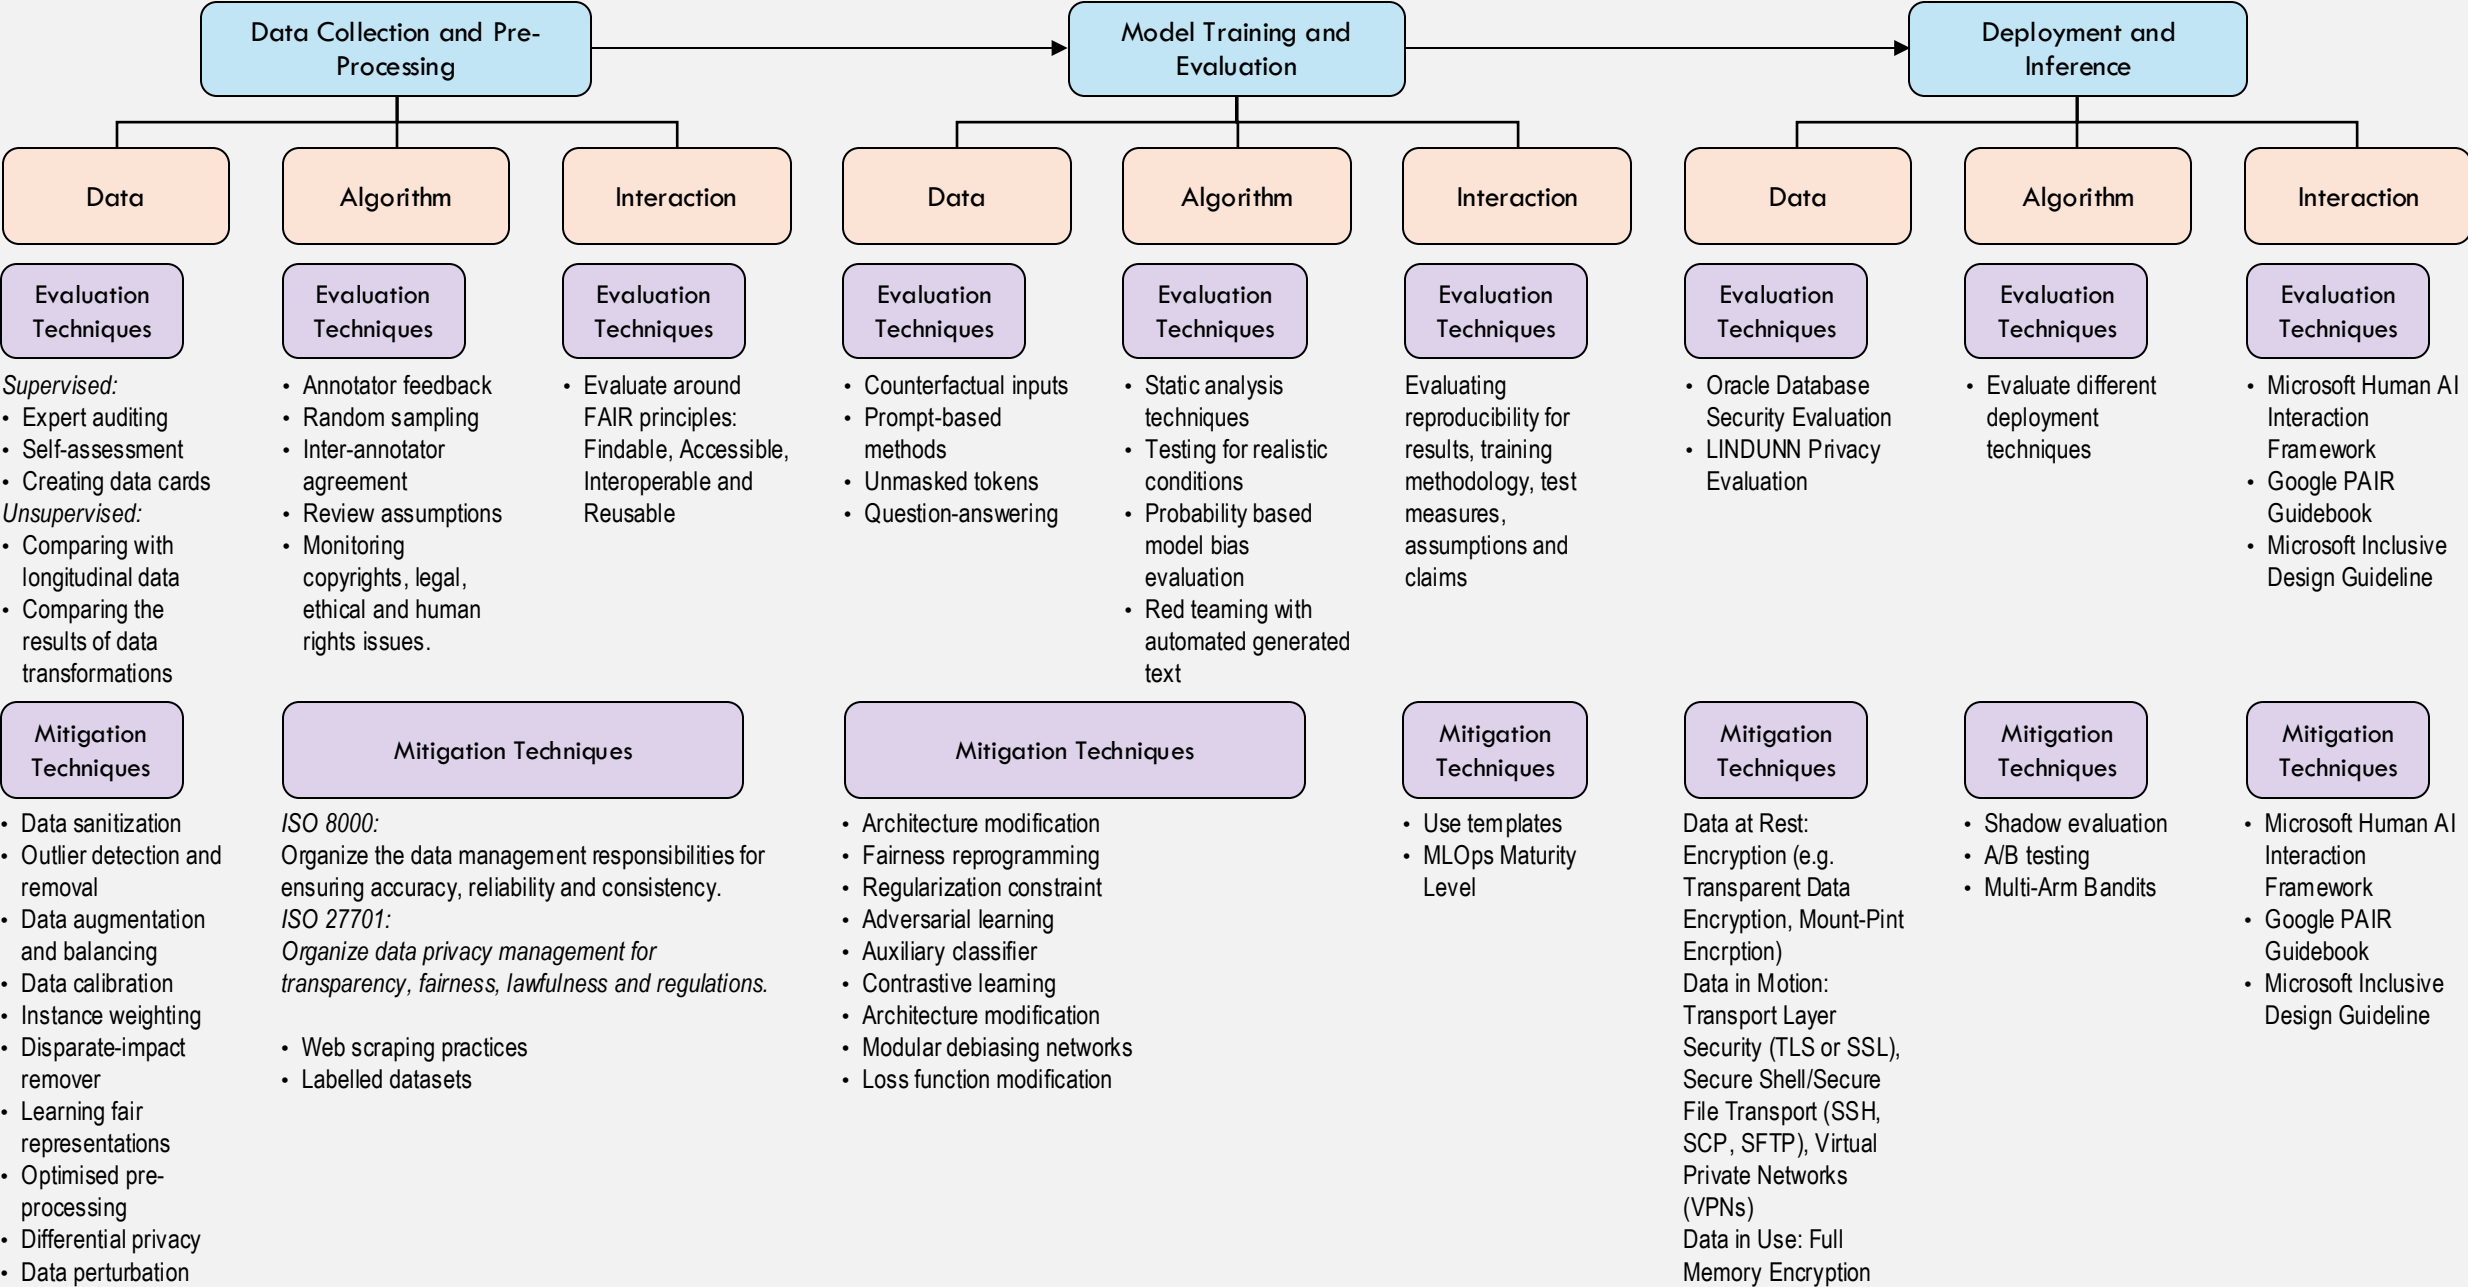 Data Collection and Pre-
Processing
Model Training and
Evaluation
Deployment and
Inference
Data
Algorithm
Interaction
Data
Algorithm
Interaction
Data
Algorithm
Interaction
Evaluation
Techniques
Supervised:
• Expert auditing
• Self-assessment
• Creating data cards
Unsupervised:
• Comparing with
longitudinal data
• Comparing the
results of data
transformations
Evaluation
Techniques
• Annotator feedback
• Random sampling
• Inter-annotator
agreement
• Review assumptions
• Monitoring
copyrights, legal,
ethical and human
rights issues.
Evaluation
Techniques
• Evaluate around
FAIR principles:
Findable, Accessible,
Interoperable and
Reusable
Evaluation
Techniques
• Counterfactual inputs
• Prompt-based
methods
• Unmasked tokens
• Question-answering
Evaluation
Techniques
• Static analysis
techniques
• Testing for realistic
conditions
• Probability based
model bias
evaluation
• Red teaming with
automated generated
text
Evaluation
Techniques
Evaluating
reproducibility for
results, training
methodology, test
measures,
assumptions and
claims
Evaluation
Techniques
• Oracle Database
Security Evaluation
• LINDUNN Privacy
Evaluation
Evaluation
Techniques
• Evaluate different
deployment
techniques
Evaluation
Techniques
• Microsoft Human AI
Interaction
Framework
• Google PAIR
Guidebook
• Microsoft Inclusive
Design Guideline
Mitigation
Techniques
• Data sanitization
• Outlier detection and
removal
• Data augmentation
and balancing
• Data calibration
• Instance weighting
• Disparate-impact
remover
• Learning fair
representations
• Optimised pre-
processing
• Differential privacy
• Data perturbation
Mitigation Techniques
ISO 8000:
Organize the data management responsibilities for
ensuring accuracy, reliability and consistency.
ISO 27701:
Organize data privacy management for
transparency, fairness, lawfulness and regulations.
• Web scraping practices
• Labelled datasets
Mitigation Techniques
• Architecture modification
• Fairness reprogramming
• Regularization constraint
• Adversarial learning
• Auxiliary classifier
• Contrastive learning
• Architecture modification
• Modular debiasing networks
• Loss function modification
Mitigation
Techniques
• Use templates
• MLOps Maturity
Level
Mitigation
Techniques
Data at Rest:
Encryption (e.g.
Transparent Data
Encryption, Mount-Pint
Encrption)
Data in Motion:
Transport Layer
Security (TLS or SSL),
Secure Shell/Secure
File Transport (SSH,
SCP, SFTP), Virtual
Private Networks
(VPNs)
Data in Use: Full
Memory Encryption
Mitigation
Techniques
• Shadow evaluation
• A/B testing
• Multi-Arm Bandits
Mitigation
Techniques
• Microsoft Human AI
Interaction
Framework
• Google PAIR
Guidebook
• Microsoft Inclusive
Design Guideline